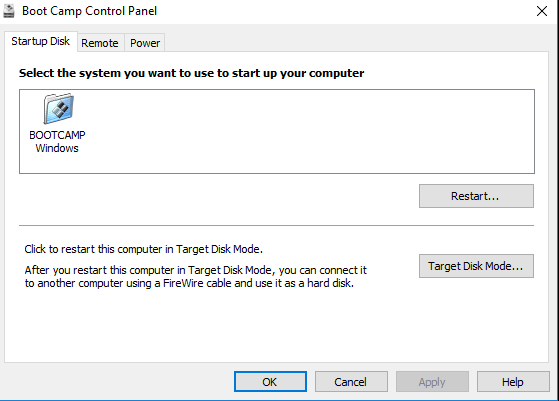 Boot Camp Control Panel
Startup Disk
Remote
Power
Select the system you want to use to start up your computer
BOOTCAMP
Windows
Restart...
Click to restart this computer in Target Disk Mode.
After you restart this computer in Target Disk Mode, you can connect it
to another computer using a FireWire cable and use it as a hard disk.
Target Disk Mode...
OK
Cancel
Apply
Help